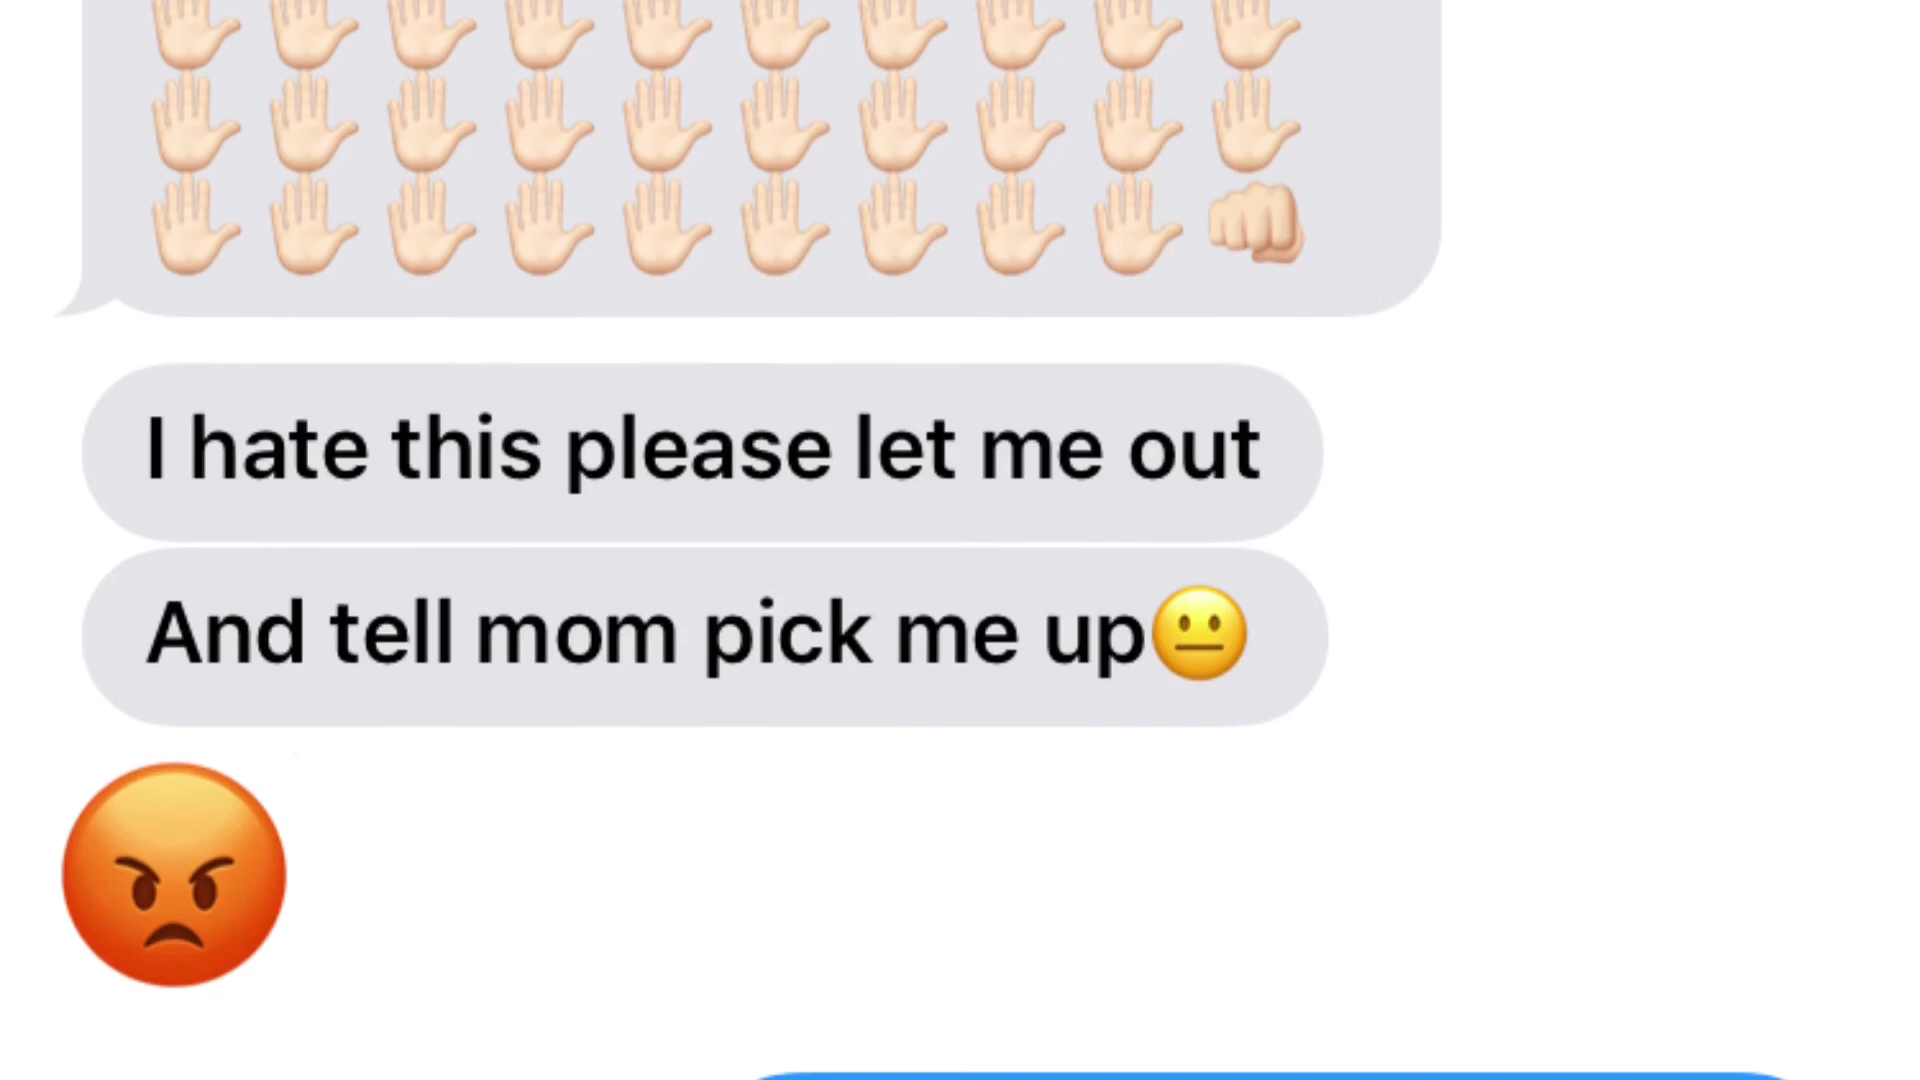 🖐🏻🖐🏻🖐🏻🖐🏻🖐🏻🖐🏻🖐🏻🖐🏻🖐🏻🖐🏻
🖐🏻🖐🏻🖐🏻🖐🏻🖐🏻🖐🏻🖐🏻🖐🏻🖐🏻🖐🏻
🖐🏻🖐🏻🖐🏻🖐🏻🖐🏻🖐🏻🖐🏻🖐🏻🖐🏻👊🏻
I hate this please let me out
And tell mom pick me up😐
😡